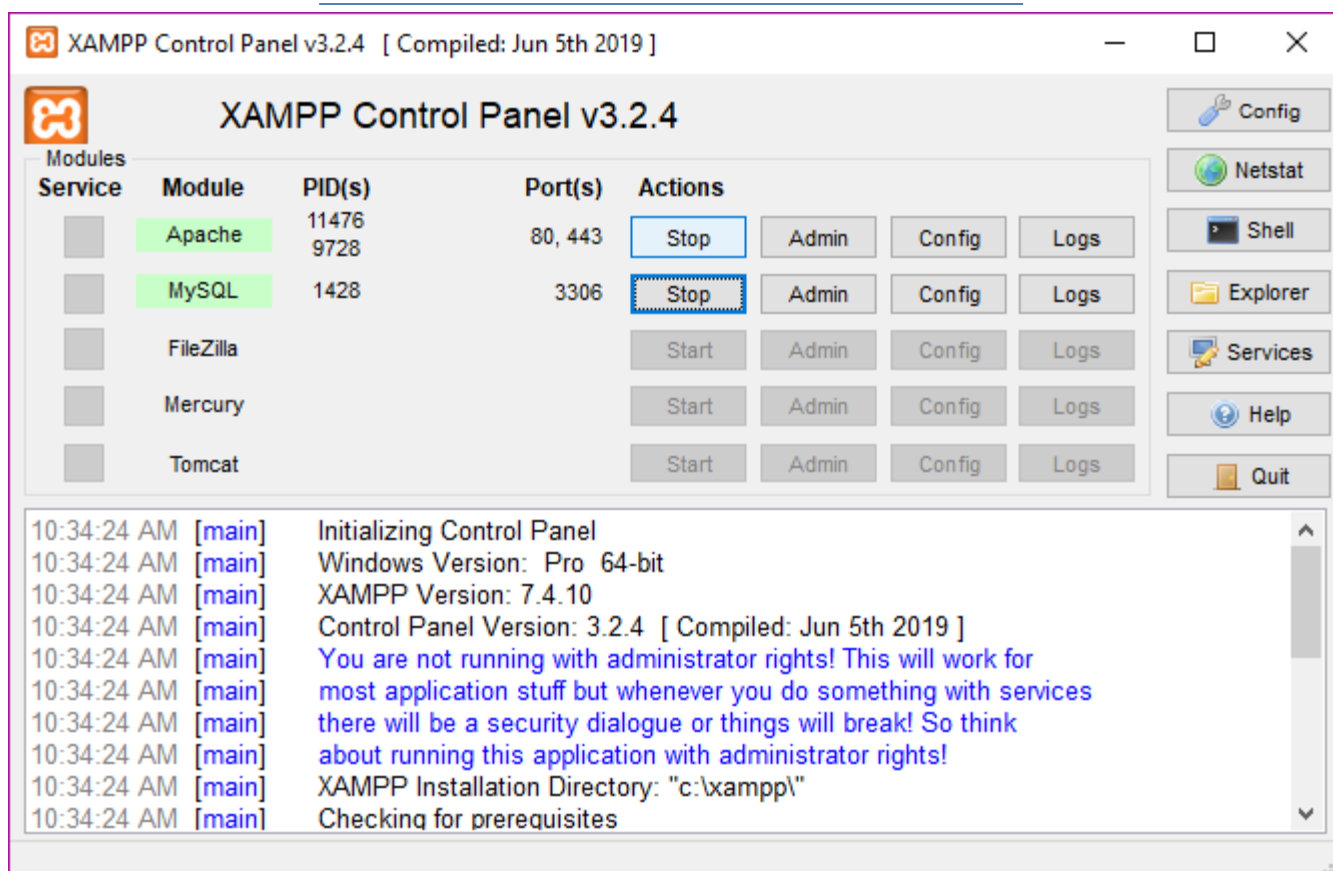 XAMPP Control Panel v3.2.4 [ Compiled: Jun 5th 2019 ]
XAMPP Control Panel v3.2.4
Config
Modules
Service Module PID(s) Port(s) Actions
Netstat
Apache 11476 9728 80, 443 Stop Admin Config Logs
Shell
MySQL 1428 3306 Stop Admin Config Logs
Explorer
FileZilla Start Admin Config Logs
Services
Mercury Start Admin Config Logs
Help
Tomcat Start Admin Config Logs
Quit
10:34:24 AM [main] Initializing Control Panel
10:34:24 AM [main] Windows Version: Pro 64-bit
10:34:24 AM [main] XAMPP Version: 7.4.10
10:34:24 AM [main] Control Panel Version: 3.2.4 [ Compiled: Jun 5th 2019 ]
10:34:24 AM [main] You are not running with administrator rights! This will work for
10:34:24 AM [main] most application stuff but whenever you do something with services
10:34:24 AM [main] there will be a security dialogue or things will break! So think
10:34:24 AM [main] about running this application with administrator rights!
10:34:24 AM [main] XAMPP Installation Directory: "c:\xampp\"
10:34:24 AM [main] Checking for prerequisites